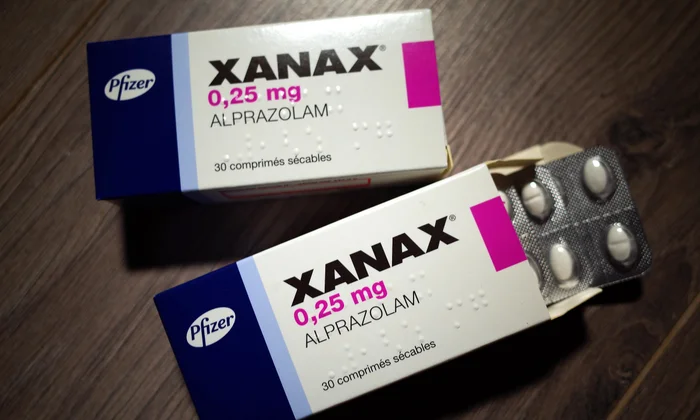 Pfizer
XANAX®
0,25 mg
ALPRAZOLAM
30 comprimés sécables
Pfizer
XANAX®
0,25 mg
ALPRAZOLAM
30 comprimés sécables